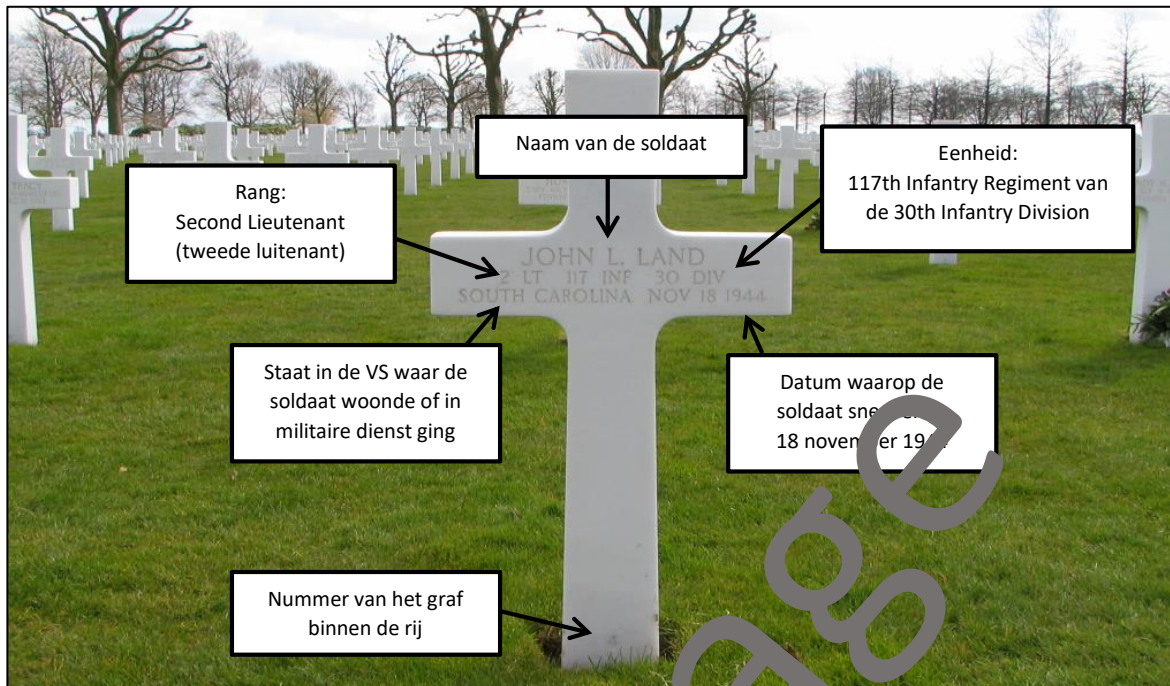 Naam van de soldaat
Eenheid:
117th Infantry Regiment van
de 30th Infantry Division
Rang:
Second Lieutenant
(tweede luitenant)
JOHN L. LAND
2 LT 117 INF 30 DIV
SOUTH CAROLINA NOV 18 1944
Staat in de VS waar de
soldaat woonde of in
militaire dienst ging
Datum waarop de
soldaat
18 november
Nummer van het graf
binnen de rij
age